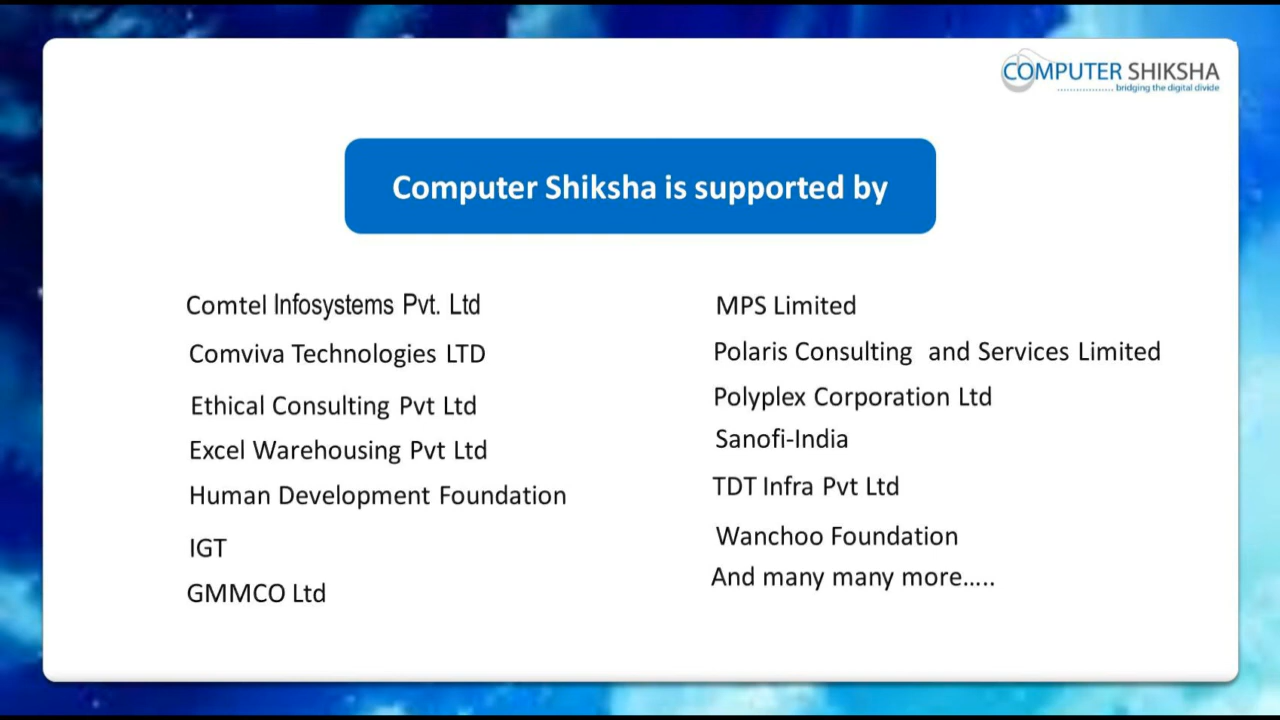 COMPUTER SHIKSHA
bridging the digital divide
Computer Shiksha is supported by
Comtel Infosystems Pvt. Ltd
Comviva Technologies LTD
Ethical Consulting Pvt Ltd
Excel Warehousing Pvt Ltd
Human Development Foundation
IGT
GMMCO Ltd
MPS Limited
Polaris Consulting and Services Limited
Polyplex Corporation Ltd
Sanofi-India
TDT Infra Pvt Ltd
Wanchoo Foundation
And many many more.....